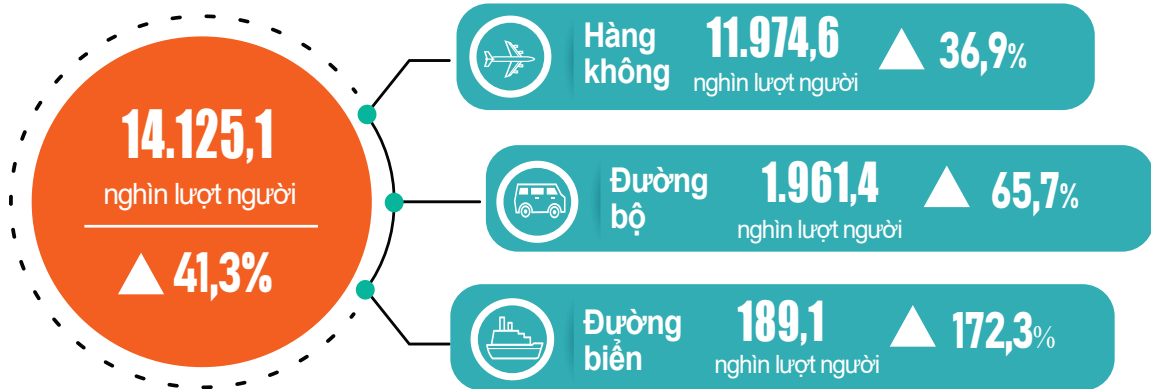 14.125,1
nghìn lượt người
41,3%
Hàng
không
11.974,6
nghìn lượt người
36,9%
Đường
bộ
1.961,4
nghìn lượt người
65,7%
Đường
biển
189,1
nghìn lượt người
172,3%